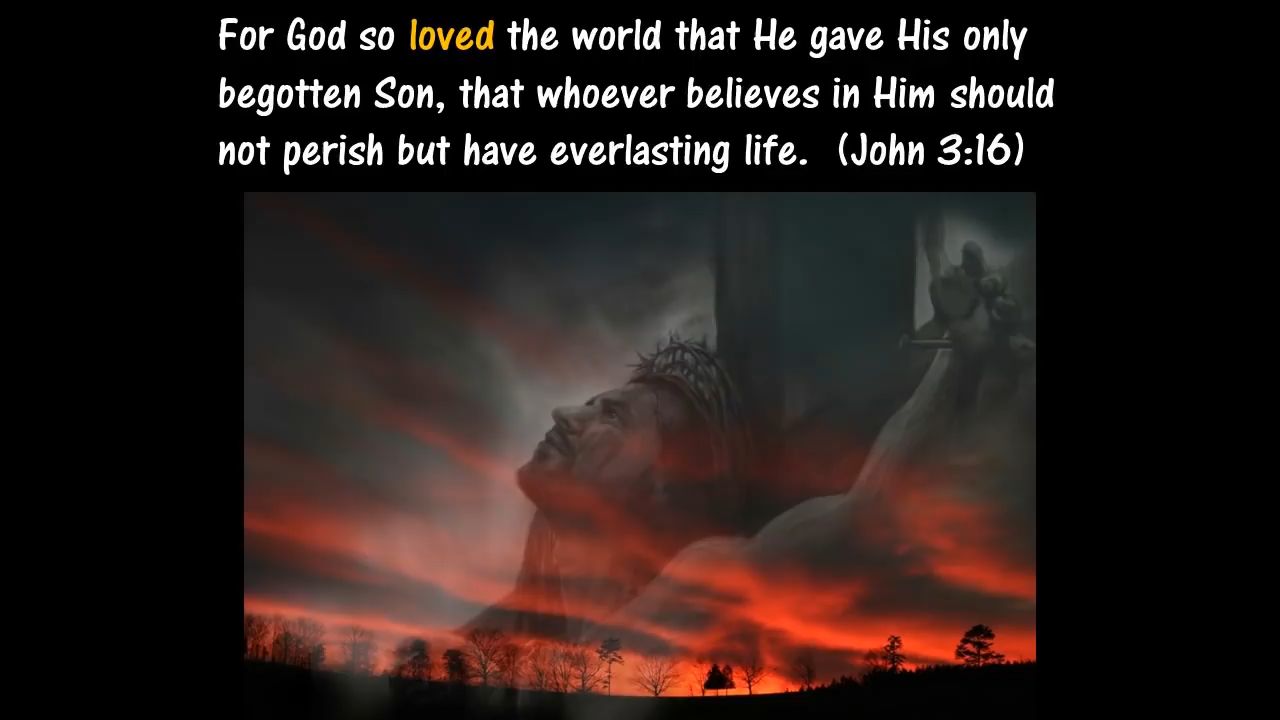 For God so loved the world that He gave His only
begotten Son, that whoever believes in Him should
not perish but have everlasting life.  (John 3:16)